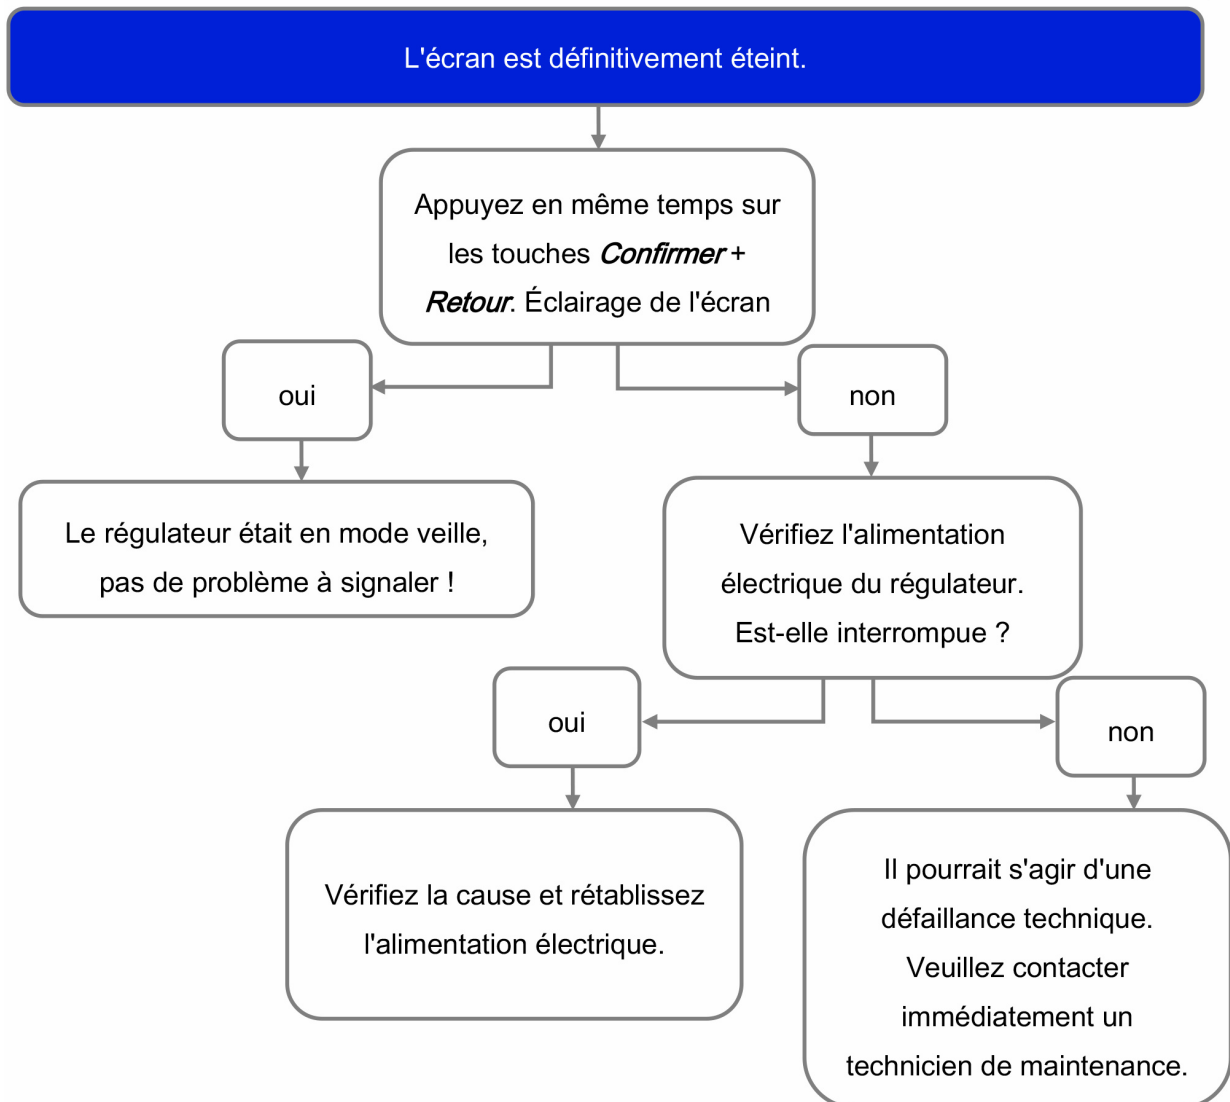 L'écran est définitivement éteint.
Appuyez en même temps sur
les touches Confirmer +
Retour. Éclairage de l'écran
oui
non
Le régulateur était en mode veille,
pas de problème à signaler !
Vérifiez l'alimentation
électrique du régulateur.
Est-elle interrompue ?
oui
non
Vérifiez la cause et rétablissez
l'alimentation électrique.
Il pourrait s'agir d'une
défaillance technique.
Veuillez contacter
immédiatement un
technicien de maintenance.